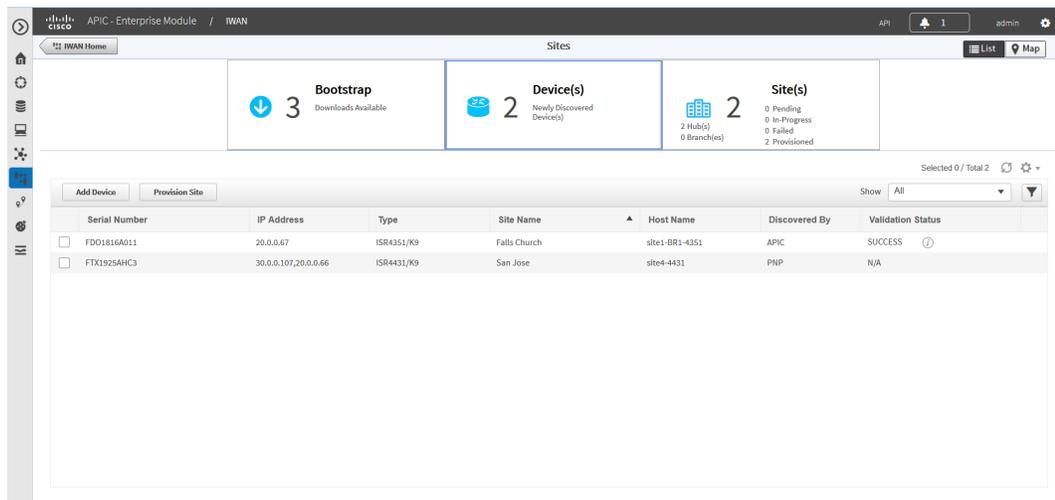 CISCO APIC - Enterprise Module / IWAN API 1 admin
IWAN Home Sites List Map
3 Bootstrap
Downloads Available
2 Device(s)
Newly Discovered
Device(s)
2 Hub(s)
0 Branch(es)
2 Site(s)
0 Pending
0 In-Progress
0 Failed
2 Provisioned
Selected 0 / Total 2
Add Device Provision Site Show All
Serial Number IP Address Type Site Name Host Name Discovered By Validation Status
FDO1816A011 20.0.0.67 ISR4351/K9 Falls Church site1-BR1-4351 APIC SUCCESS i
FTX1925AHC3 30.0.0.107,20.0.0.66 ISR4431/K9 San Jose site4-4431 PNP N/A